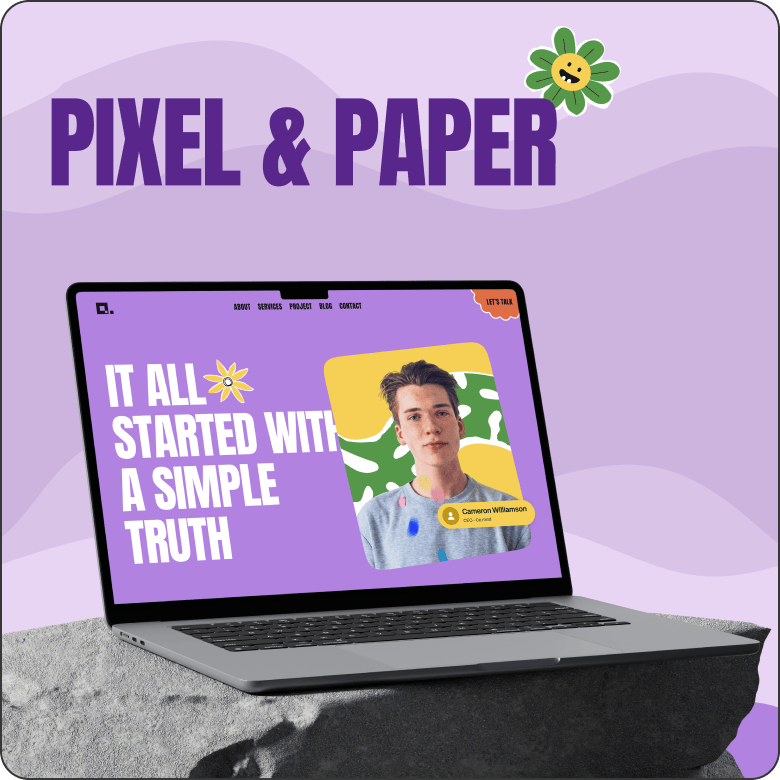 PIXEL & PAPER
ABOUT SERVICES PROJECT BLOG CONTACT
LET'S TALK
IT ALL
STARTED WITH
A SIMPLE
TRUTH
Cameron Williamson